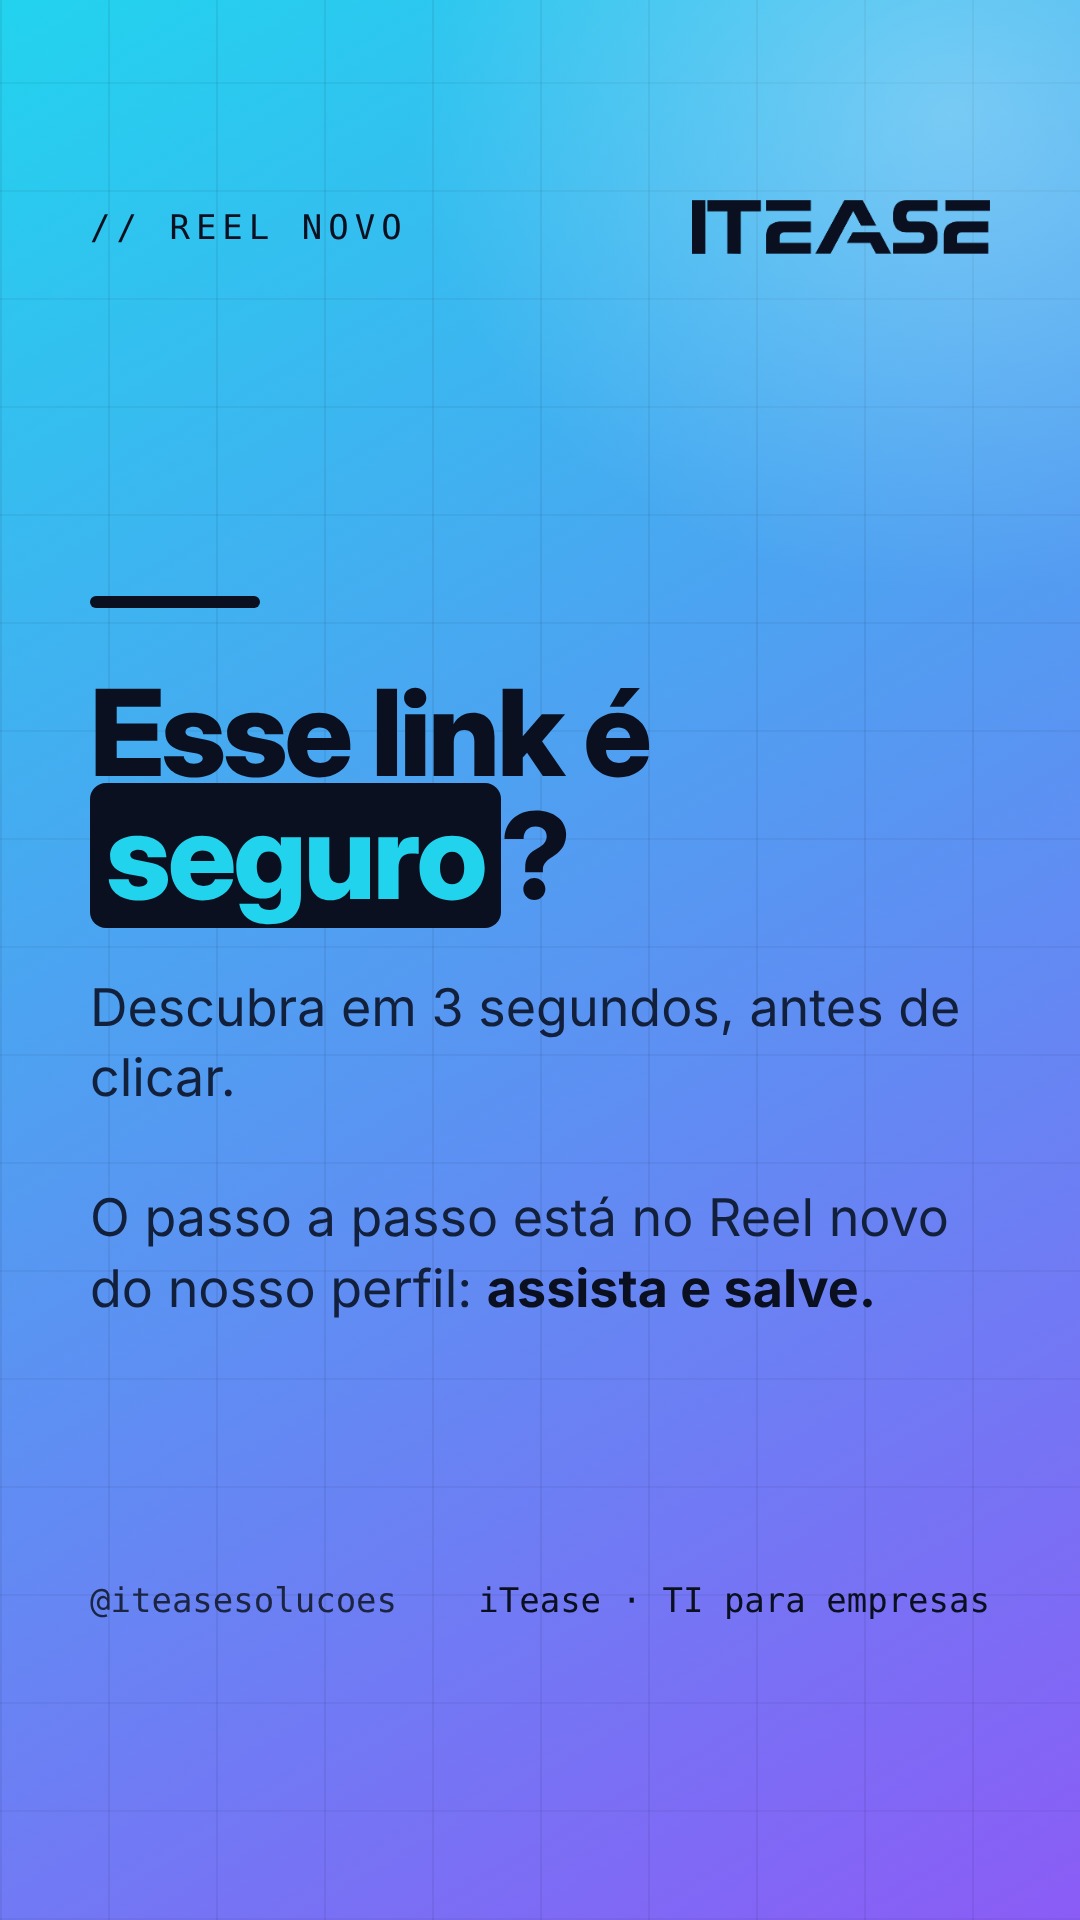 // REEL NOVO
ITEASE
Esse link é
seguro?
Descubra em 3 segundos, antes de
clicar.
O passo a passo está no Reel novo
do nosso perfil: assista e salve.
@iteasesolucoes
iTease · TI para empresas